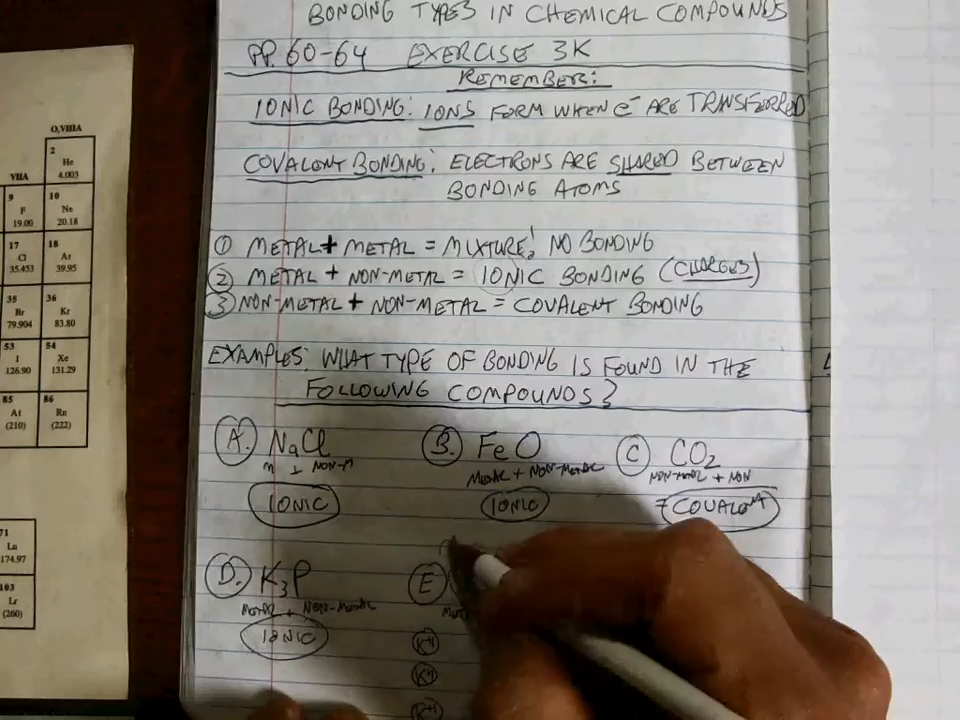 BONDING TYPES IN CHEMICAL COMPOUNDS
PP. 60-64 EXERCISE 3K
REMEMBER:
IONIC BONDING: IONS FORM WHEN e⁻ ARE TRANSFERRED
COVALENT BONDING: ELECTRONS ARE SHARED BETWEEN
BONDING ATOMS
① METAL + METAL = MIXTURE! NO BONDING
② METAL + NON-METAL = IONIC BONDING (CHARGES)
③ NON-METAL + NON-METAL = COVALENT BONDING
EXAMPLES: WHAT TYPE OF BONDING IS FOUND IN THE
FOLLOWING COMPOUNDS?
A. NaCl B. FeO C CO₂
M + NON-M METAL + NON-METAL NON-METAL + NON
IONIC IONIC COVALENT
D. K₃P E
METAL + NON-METAL
IONIC
K+1
K+1
K+1
O,VIIIA
2
He
4.003
VIIA
9 10
F Ne
19.00 20.18
17 18
Cl Ar
35.453 39.95
35 36
Br Kr
79.904 83.80
53 54
I Xe
126.90 131.29
85 86
At Rn
(210) (222)
71
Lu
174.97
103
Lr
(260)